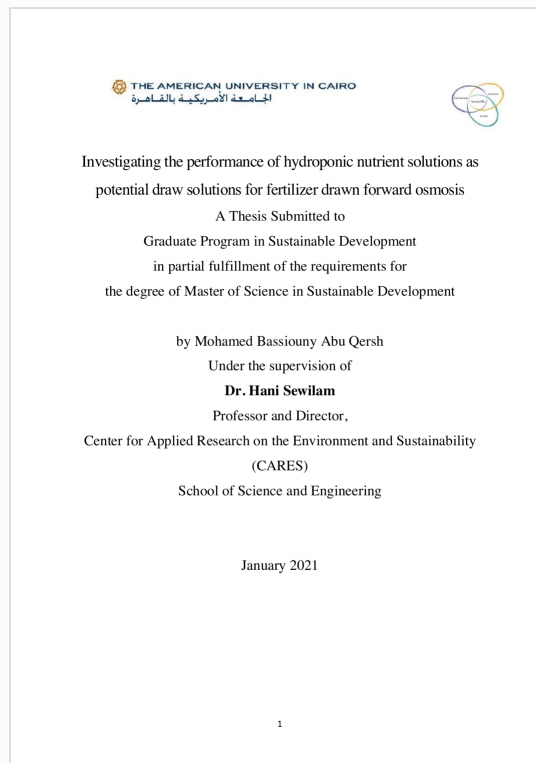 THE AMERICAN UNIVERSITY IN CAIRO
الجـامـعـة الأمـريكـيـة بالقـاهـرة
Investigating the performance of hydroponic nutrient solutions as
potential draw solutions for fertilizer drawn forward osmosis
A Thesis Submitted to
Graduate Program in Sustainable Development
in partial fulfillment of the requirements for
the degree of Master of Science in Sustainable Development
by Mohamed Bassiouny Abu Qersh
Under the supervision of
Dr. Hani Sewilam
Professor and Director,
Center for Applied Research on the Environment and Sustainability
(CARES)
School of Science and Engineering
January 2021
1